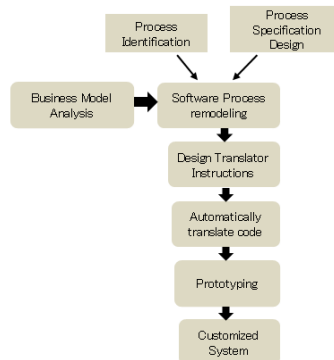 Process
Identification
Process
Specification
Design
Business Model
Analysis
Software Process
remodeling
Design Translator
Instructions
Automatically
translate code
Prototyping
Customized
System